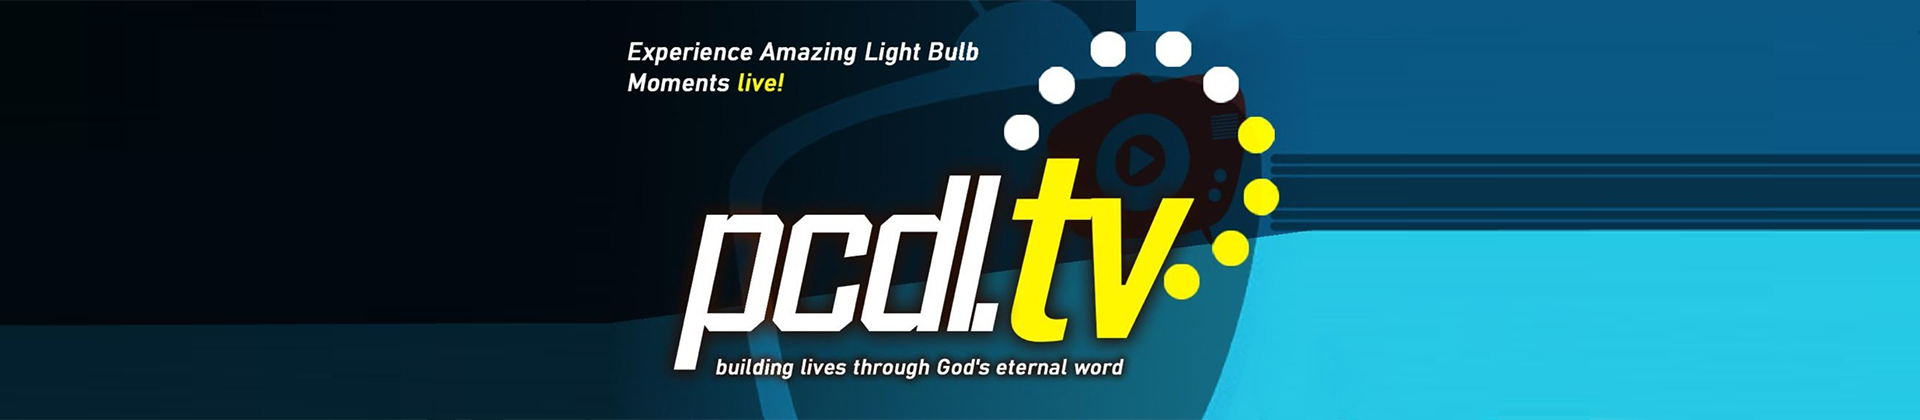 Experience Amazing Light Bulb
Moments live!
pcdl.tv
building lives through God's eternal word